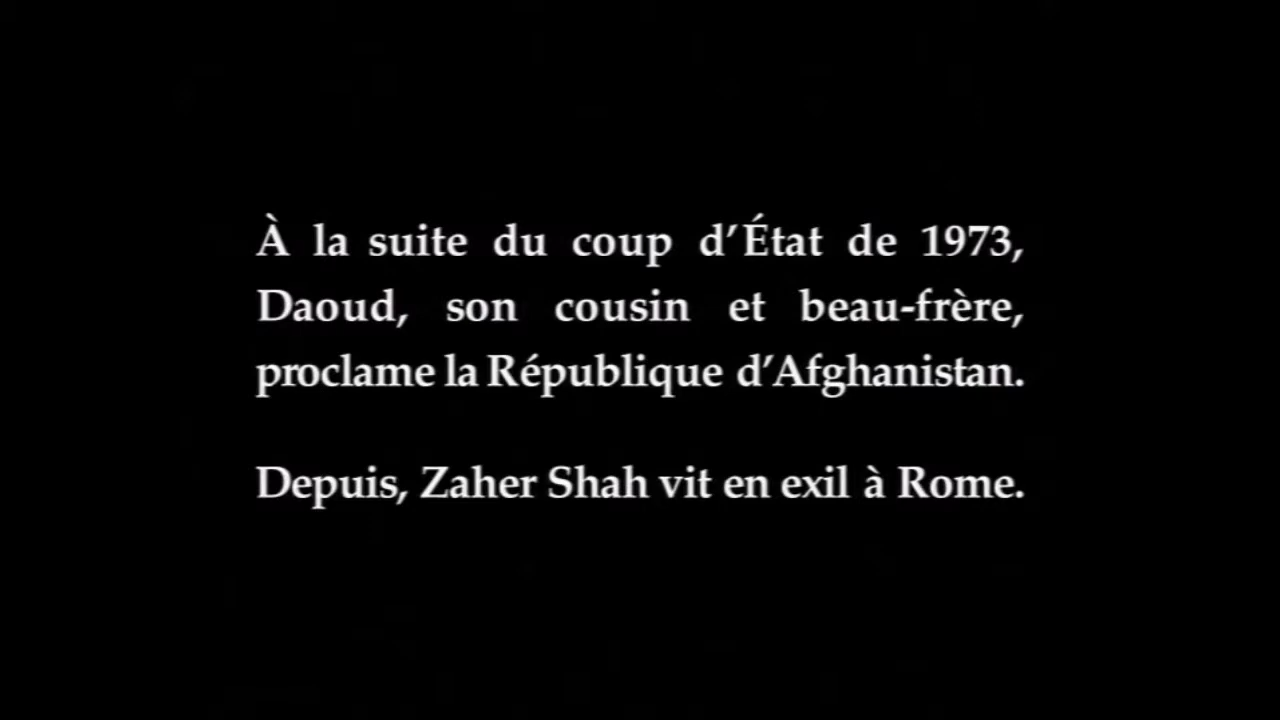 À la suite du coup d’État de 1973,
Daoud, son cousin et beau-frère,
proclame la République d’Afghanistan.
Depuis, Zaher Shah vit en exil à Rome.